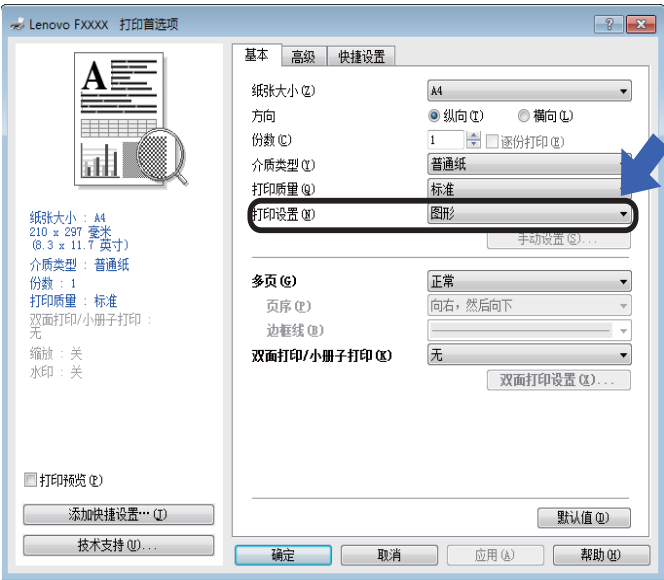 Lenovo FXXXX 打印首选项
基本 高级 快捷设置
A
纸张大小(Z) A4
方向 纵向(T) 横向(L)
份数(C) 1 逐份打印(E)
介质类型(Y) 普通纸
打印质量(Q) 标准
打印设置(N) 图形
手动设置(S)...
多页(G) 正常
页序(P) 向右，然后向下
边框线(B)
双面打印/小册子打印(K) 无
双面打印设置(X)...
纸张大小 : A4
210 x 297 毫米
(8.3 x 11.7 英寸)
介质类型 : 普通纸
份数 : 1
打印质量 : 标准
双面打印/小册子打印 :
无
缩放 : 关
水印 : 关
打印预览(P)
添加快捷设置…(J)
技术支持(U)...
默认值(D)
确定 取消 应用(A) 帮助(H)